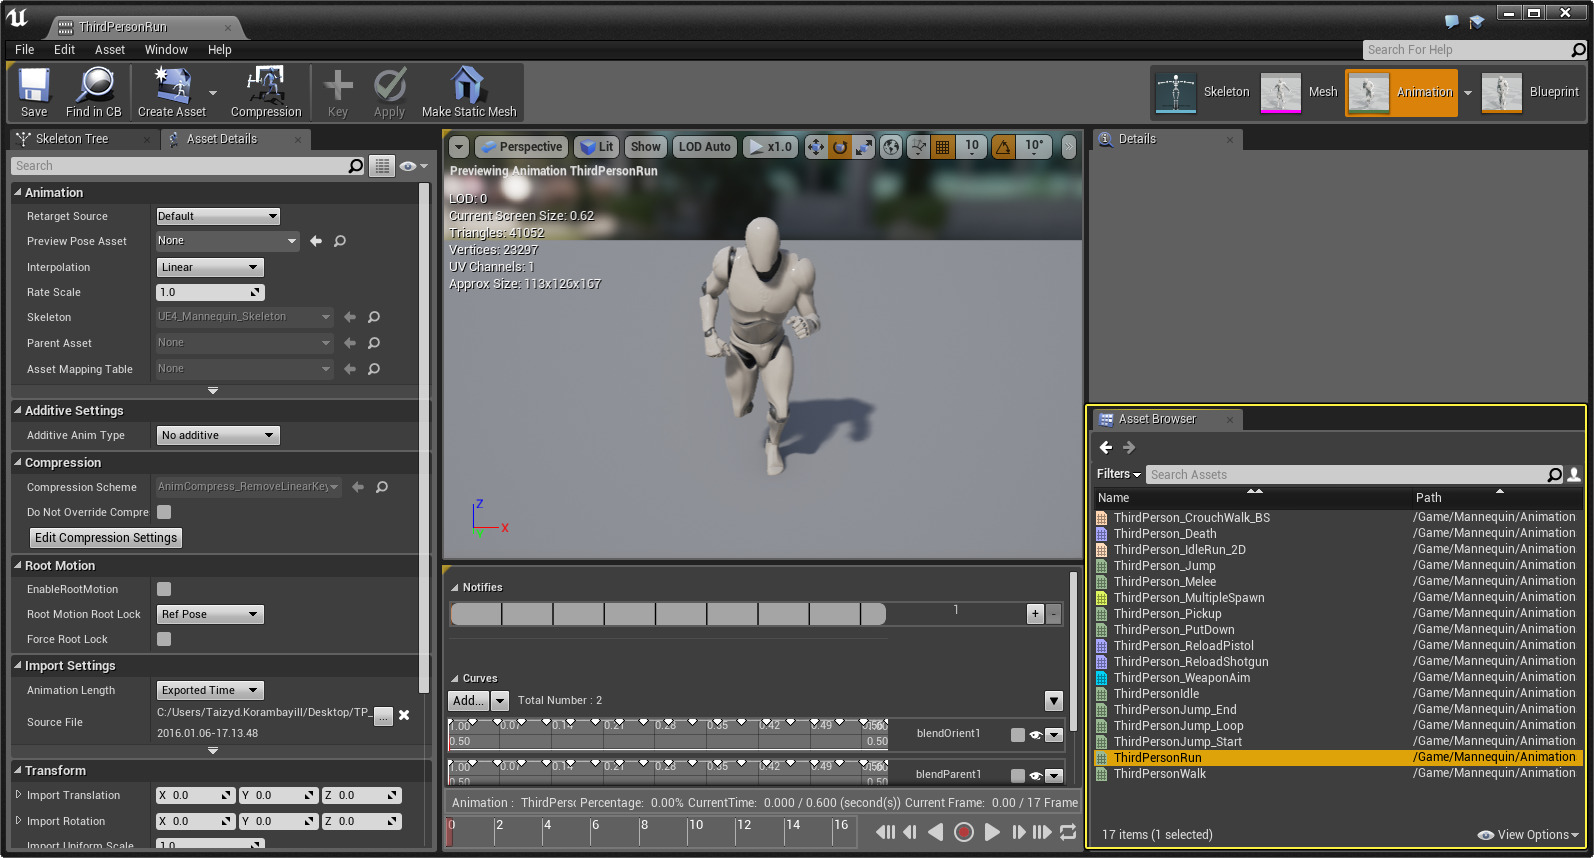 ThirdPersonRun
File Edit Asset Window Help
Search For Help
Save Find in CB Create Asset Compression Key Apply Make Static Mesh
Skeleton Mesh Animation Blueprint
Skeleton Tree Asset Details
Search
Animation
Retarget Source Default
Preview Pose Asset None
Interpolation Linear
Rate Scale 1.0
Skeleton UE4_Mannequin_Skeleton
Parent Asset None
Asset Mapping Table None
Additive Settings
Additive Anim Type No additive
Compression
Compression Scheme AnimCompress_RemoveLinearKey
Do Not Override Compre
Edit Compression Settings
Root Motion
EnableRootMotion
Root Motion Root Lock Ref Pose
Force Root Lock
Import Settings
Animation Length Exported Time
Source File C:/Users/Taizyd.Korambayill/Desktop/TP_ ...
2016.01.06-17.13.48
Transform
Import Translation X 0.0 Y 0.0 Z 0.0
Import Rotation X 0.0 Y 0.0 Z 0.0
Import Uniform Scale 1.0
Perspective Lit Show LOD Auto x1.0 10 10°
Previewing Animation ThirdPersonRun
LOD: 0
Current Screen Size: 0.62
Triangles: 41052
Vertices: 23297
UV Channels: 1
Approx Size: 113x126x167
Z
X
Y
Notifies
1 + -
Curves
Add... Total Number : 2
1.00 0.07 0.14 0.21 0.28 0.35 0.42 0.49 0.56
0.50 0.50
blendOrient1
1.00 0.07 0.14 0.21 0.28 0.35 0.42 0.49 0.56
0.50 0.50
blendParent1
Animation : ThirdPerso Percentage: 0.00% CurrentTime: 0.000 / 0.600 (second(s)) Current Frame: 0.00 / 17 Frame
0 2 4 6 8 10 12 14 16
Details
Asset Browser
Filters Search Assets
Name Path
ThirdPerson_CrouchWalk_BS /Game/Mannequin/Animation
ThirdPerson_Death /Game/Mannequin/Animation
ThirdPerson_IdleRun_2D /Game/Mannequin/Animation
ThirdPerson_Jump /Game/Mannequin/Animation
ThirdPerson_Melee /Game/Mannequin/Animation
ThirdPerson_MultipleSpawn /Game/Mannequin/Animation
ThirdPerson_Pickup /Game/Mannequin/Animation
ThirdPerson_PutDown /Game/Mannequin/Animation
ThirdPerson_ReloadPistol /Game/Mannequin/Animation
ThirdPerson_ReloadShotgun /Game/Mannequin/Animation
ThirdPerson_WeaponAim /Game/Mannequin/Animation
ThirdPersonIdle /Game/Mannequin/Animation
ThirdPersonJump_End /Game/Mannequin/Animation
ThirdPersonJump_Loop /Game/Mannequin/Animation
ThirdPersonJump_Start /Game/Mannequin/Animation
ThirdPersonRun /Game/Mannequin/Animation
ThirdPersonWalk /Game/Mannequin/Animation
17 items (1 selected) View Options